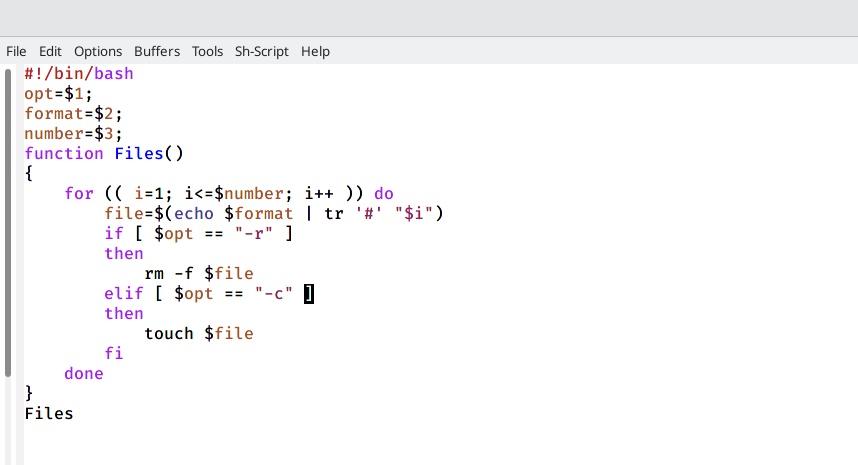 File Edit Options Buffers Tools Sh-Script Help
#!/bin/bash
opt=$1;
format=$2;
number=$3;
function Files()
{
    for (( i=1; i<=$number; i++ )) do
        file=$(echo $format | tr '#' "$i")
        if [ $opt == "-r" ]
        then
            rm -f $file
        elif [ $opt == "-c" ]
        then
            touch $file
        fi
    done
}
Files